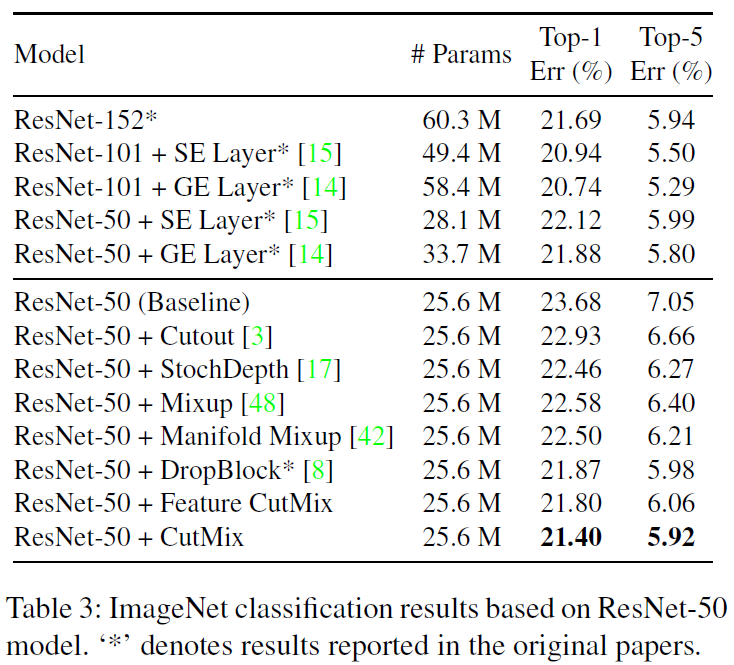 Model # Params Top-1 Err (%) Top-5 Err (%)
ResNet-152* 60.3 M 21.69 5.94
ResNet-101 + SE Layer* [15] 49.4 M 20.94 5.50
ResNet-101 + GE Layer* [14] 58.4 M 20.74 5.29
ResNet-50 + SE Layer* [15] 28.1 M 22.12 5.99
ResNet-50 + GE Layer* [14] 33.7 M 21.88 5.80
ResNet-50 (Baseline) 25.6 M 23.68 7.05
ResNet-50 + Cutout [3] 25.6 M 22.93 6.66
ResNet-50 + StochDepth [17] 25.6 M 22.46 6.27
ResNet-50 + Mixup [48] 25.6 M 22.58 6.40
ResNet-50 + Manifold Mixup [42] 25.6 M 22.50 6.21
ResNet-50 + DropBlock* [8] 25.6 M 21.87 5.98
ResNet-50 + Feature CutMix 25.6 M 21.80 6.06
ResNet-50 + CutMix 25.6 M 21.40 5.92
Table 3: ImageNet classification results based on ResNet-50
model. ‘*’ denotes results reported in the original papers.